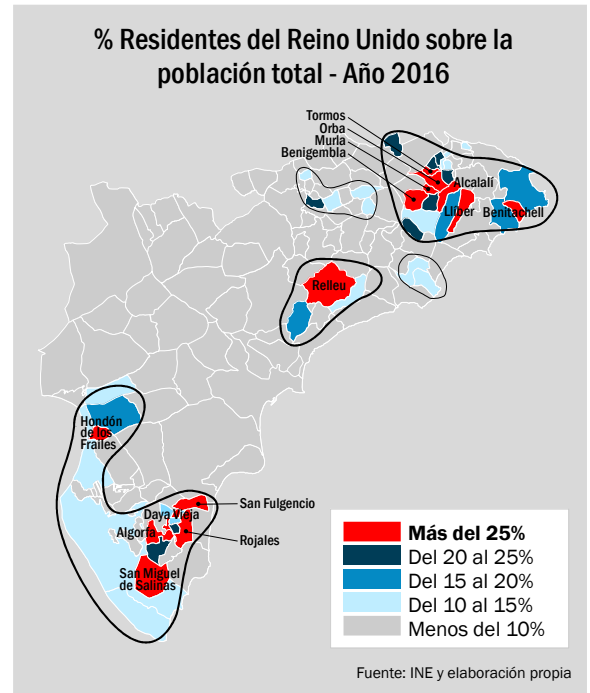 % Residentes del Reino Unido sobre la
población total - Año 2016
Tormos
Orba
Murla
Benigembla
Alcalalí
Llíber
Benitachell
Relleu
Hondón
de los
Frailes
San Fulgencio
Daya Vieja
Algorfa
Rojales
San Miguel
de Salinas
Más del 25%
Del 20 al 25%
Del 15 al 20%
Del 10 al 15%
Menos del 10%
Fuente: INE y elaboración propia